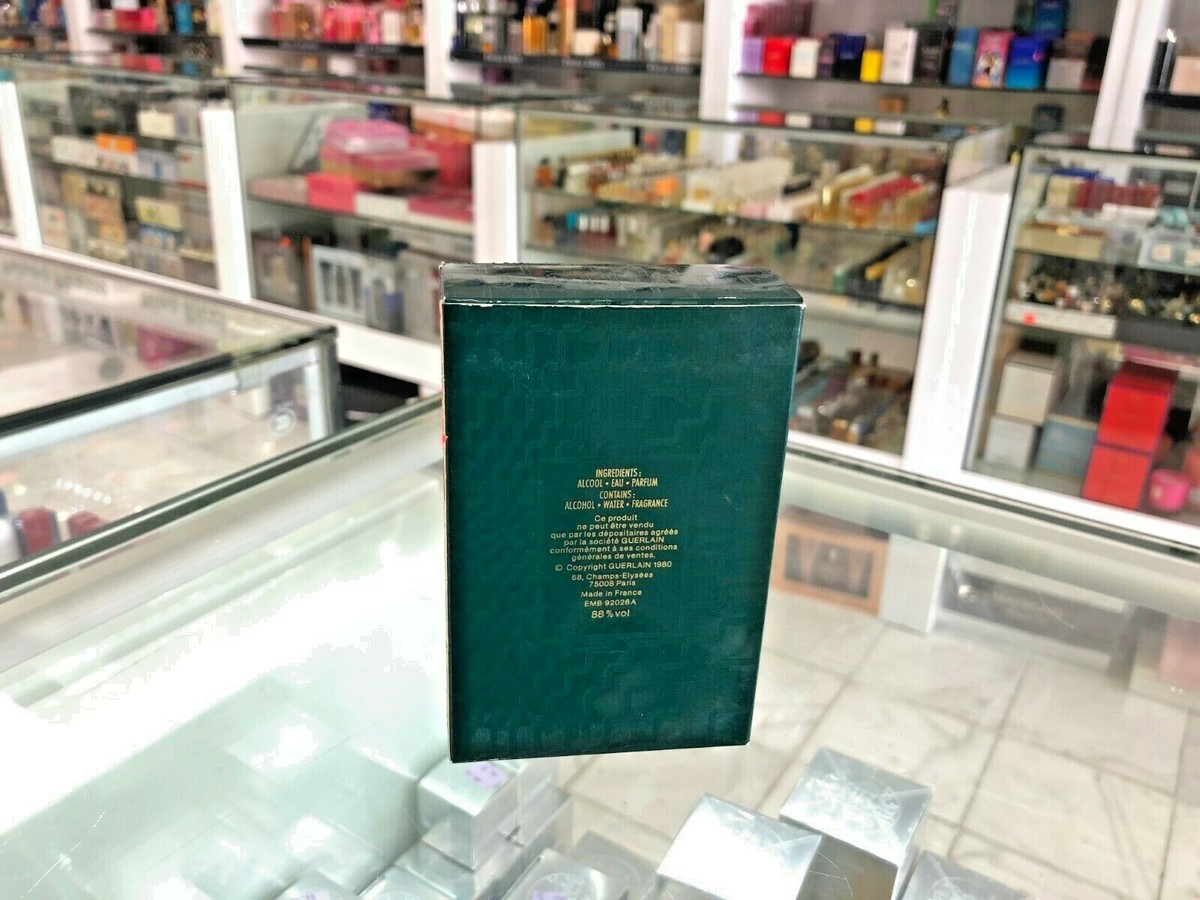 INGREDIENTS :
ALCOOL • EAU • PARFUM
CONTAINS :
ALCOHOL • WATER • FRAGRANCE
Ce produit
ne peut être vendu
que par les dépositaires agréés
par la société GUERLAIN
conformément à ses conditions
générales de ventes.
© Copyright GUERLAIN 1980
68, Champs-Elysées
75008 Paris
Made in France
EMB 92026A
88 % vol